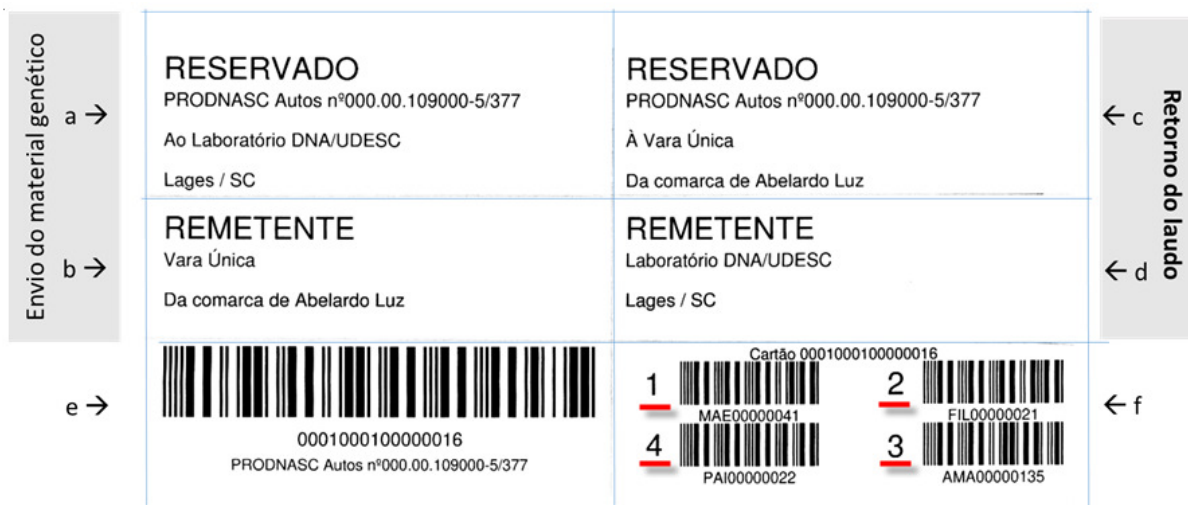 Envio do material genético
a →
RESERVADO
PRODNASC Autos nº000.00.109000-5/377
Ao Laboratório DNA/UDESC
Lages / SC
RESERVADO
PRODNASC Autos nº000.00.109000-5/377
À Vara Única
Da comarca de Abelardo Luz
← c
Retorno do laudo
b →
REMETENTE
Vara Única
Da comarca de Abelardo Luz
REMETENTE
Laboratório DNA/UDESC
Lages / SC
← d
e →
0001000100000016
PRODNASC Autos nº000.00.109000-5/377
Cartão 0001000100000016
1
MAE00000041
2
FIL00000021
4
PAI00000022
3
AMA00000135
← f